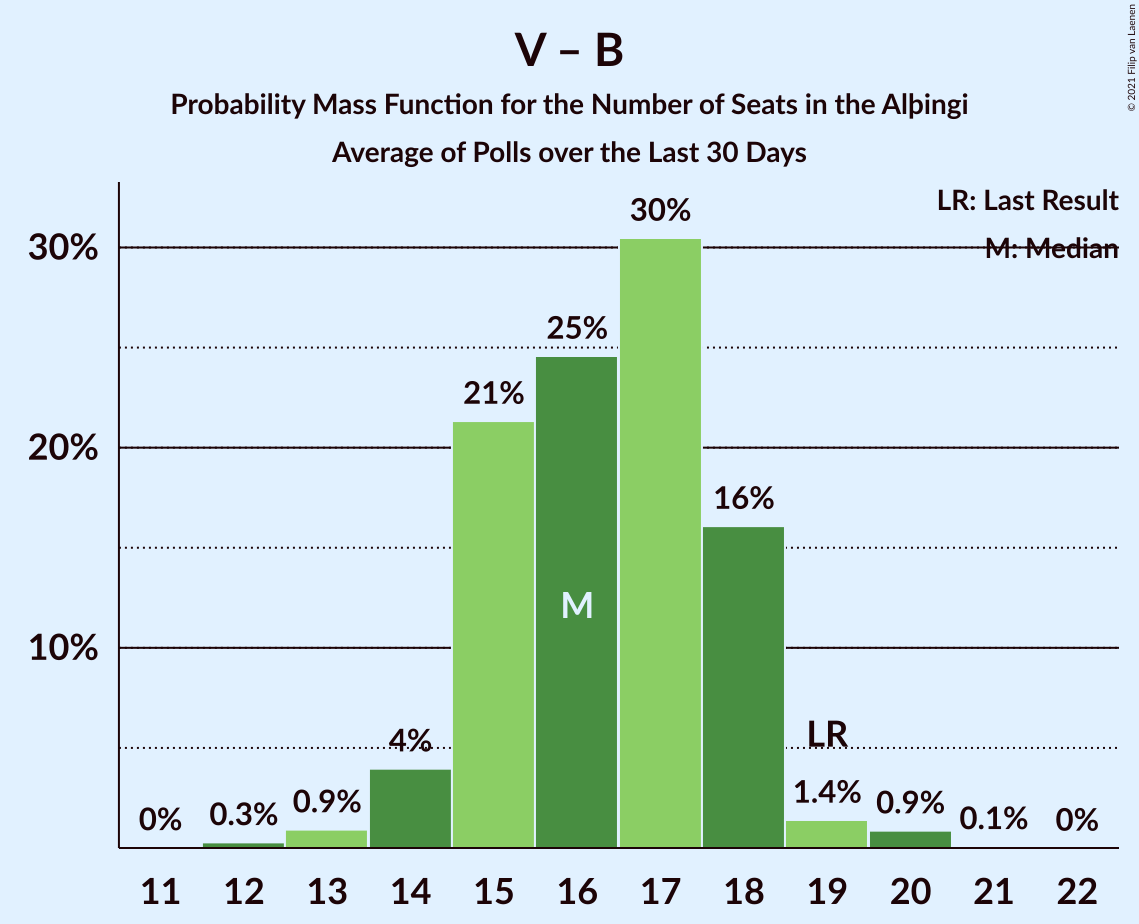 V – B
Probability Mass Function for the Number of Seats in the Alþingi
Average of Polls over the Last 30 Days
© 2021 Filip van Laenen
LR: Last Result
M: Median
30%
20%
10%
0%
0.3%
0.9%
4%
21%
25%
30%
16%
1.4%
0.9%
0.1%
0%
M
LR
11 12 13 14 15 16 17 18 19 20 21 22